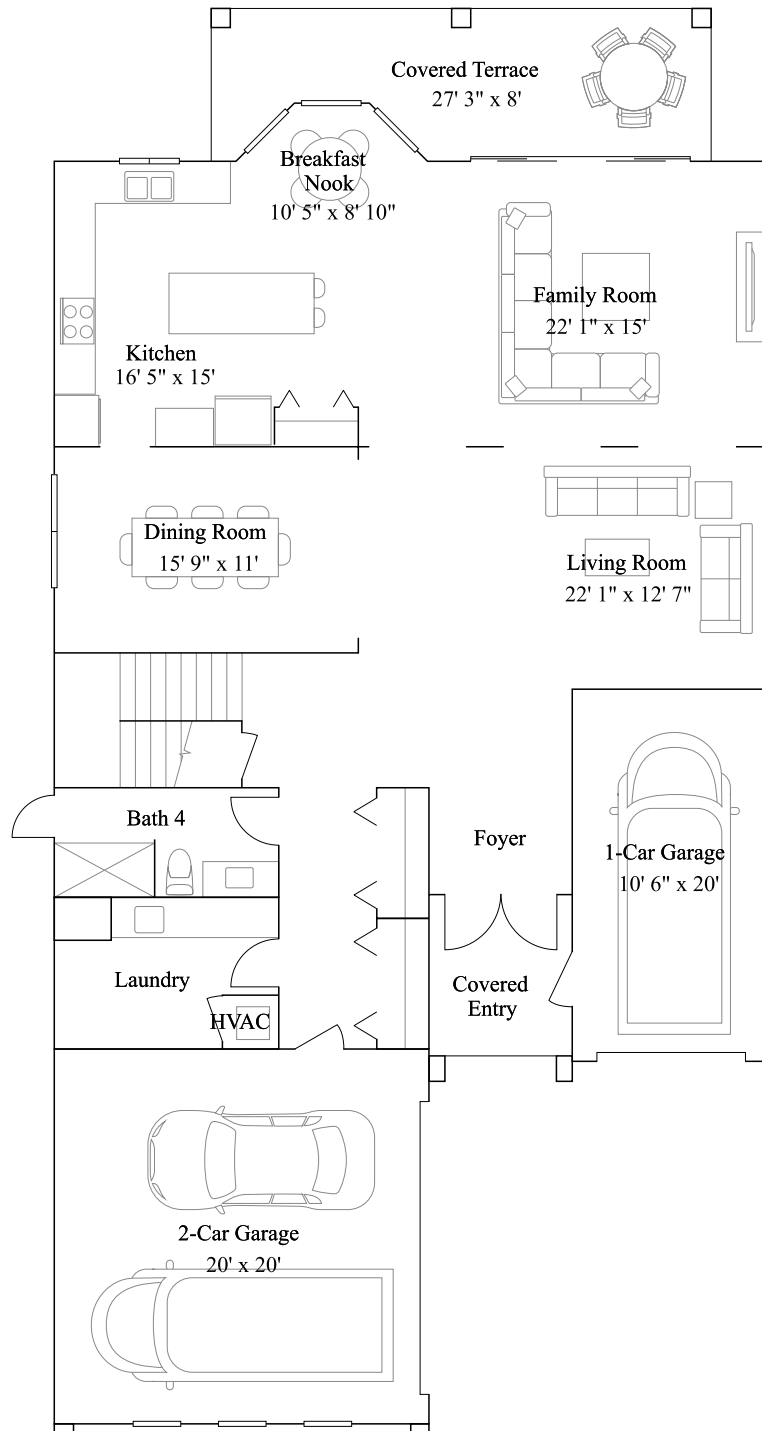 Covered Terrace
27' 3" x 8'
Breakfast
Nook
10' 5" x 8' 10"
Family Room
22' 1" x 15'
Kitchen
16' 5" x 15'
Dining Room
15' 9" x 11'
Living Room
22' 1" x 12' 7"
Bath 4
Foyer
1-Car Garage
10' 6" x 20'
Laundry
Covered
Entry
HVAC
2-Car Garage
20' x 20'